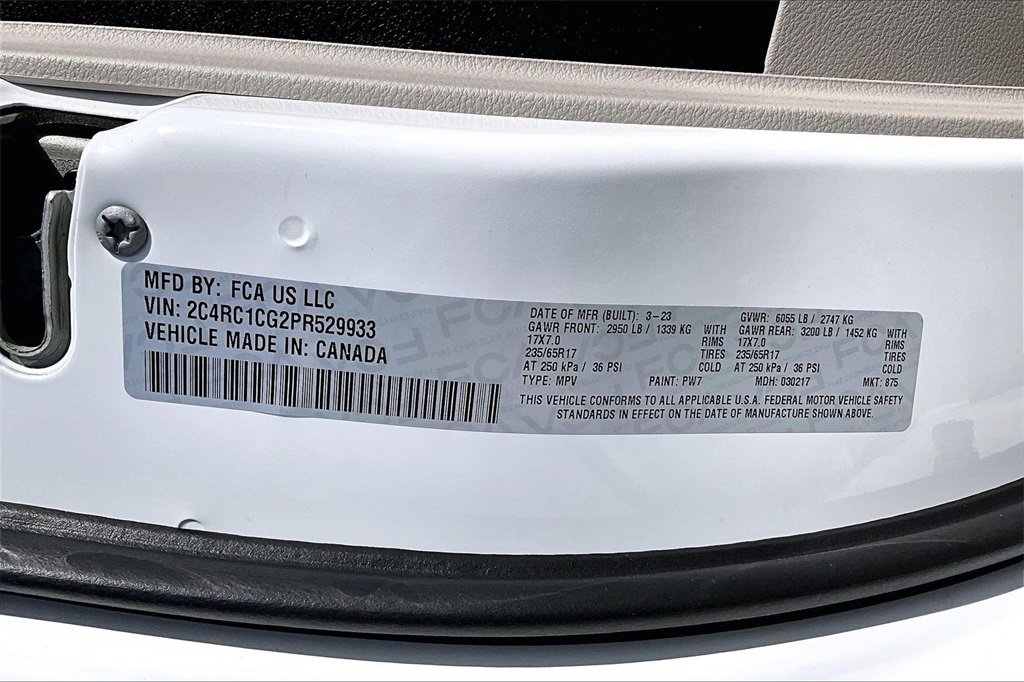 MFD BY: FCA US LLC
VIN: 2C4RC1CG2PR529933
VEHICLE MADE IN: CANADA
DATE OF MFR (BUILT): 3-23 GVWR: 6055 LB / 2747 KG
GAWR FRONT: 2950 LB / 1339 KG WITH GAWR REAR: 3200 LB / 1452 KG WITH
17X7.0 RIMS 17X7.0 RIMS
235/65R17 TIRES 235/65R17 TIRES
AT 250 kPa / 36 PSI COLD AT 250 kPa / 36 PSI COLD
TYPE: MPV PAINT: PW7 MDH: 030217 MKT: 875
THIS VEHICLE CONFORMS TO ALL APPLICABLE U.S.A. FEDERAL MOTOR VEHICLE SAFETY
STANDARDS IN EFFECT ON THE DATE OF MANUFACTURE SHOWN ABOVE.